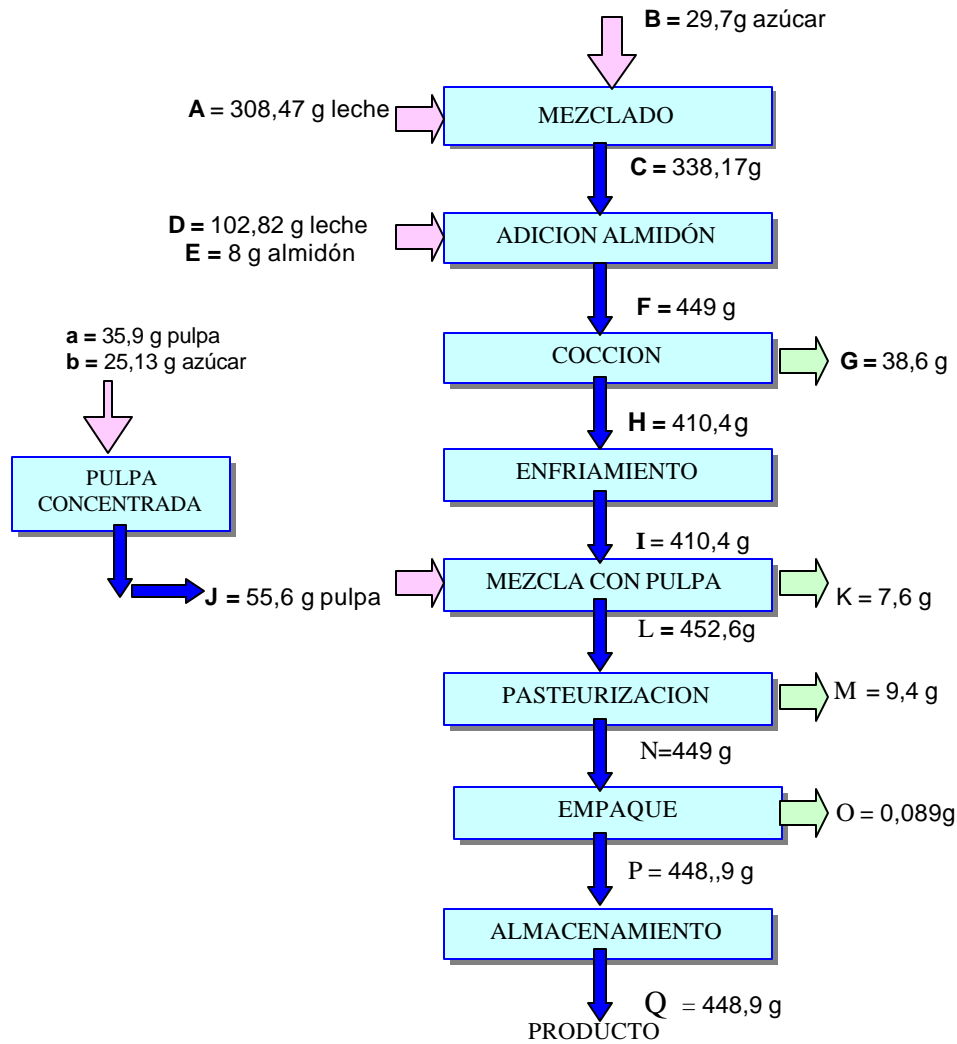 B = 29,7g azúcar
A = 308,47 g leche
MEZCLADO
C = 338,17g
D = 102,82 g leche
E = 8 g almidón
ADICION ALMIDÓN
F = 449 g
a = 35,9 g pulpa
b = 25,13 g azúcar
COCCION
G = 38,6 g
H = 410,4g
PULPA
CONCENTRADA
ENFRIAMIENTO
I = 410,4 g
J = 55,6 g pulpa
MEZCLA CON PULPA
K = 7,6 g
L = 452,6g
PASTEURIZACION
M = 9,4 g
N=449 g
EMPAQUE
O = 0,089g
P = 448,,9 g
ALMACENAMIENTO
Q = 448,9 g
PRODUCTO